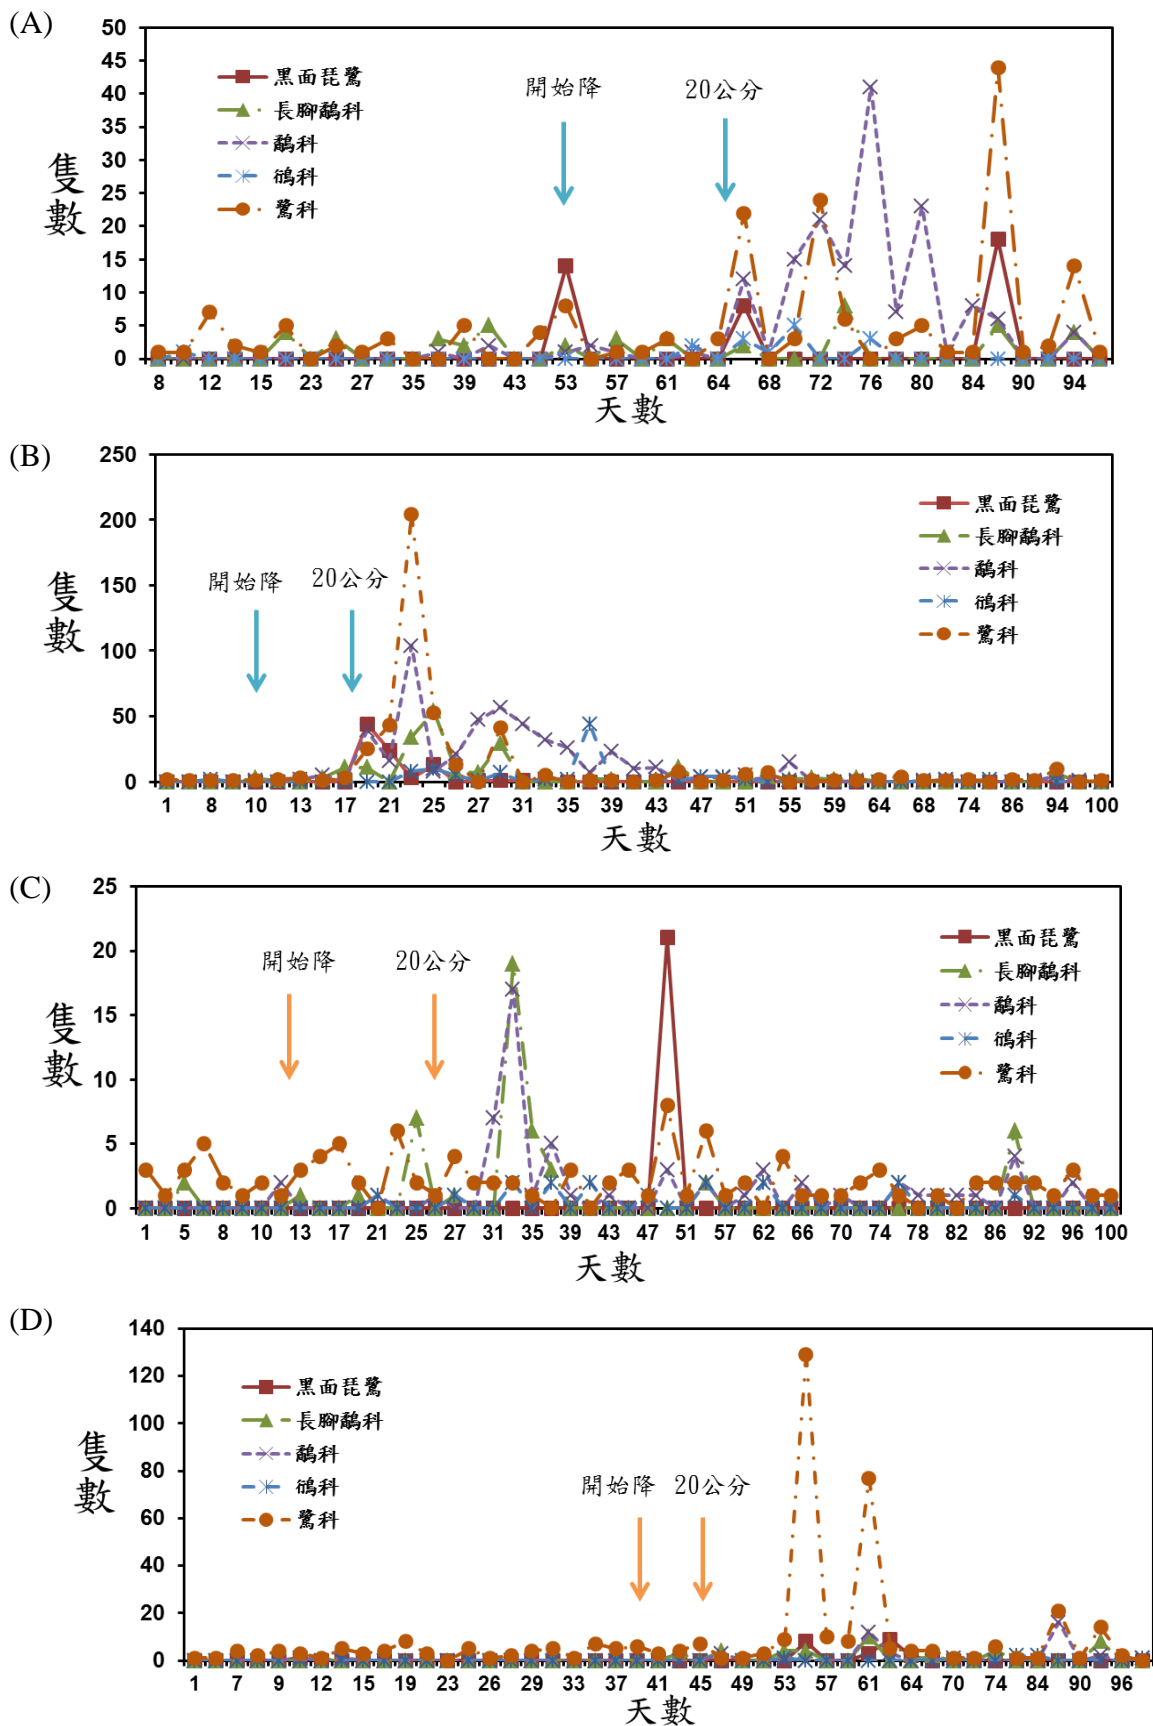 (A)
50
45
40
35
30
25
20
15
10
5
0
隻數
黑面琵鷺
長腳鷸科
鷸科
鴴科
鷺科
開始降
20公分
8 12 15 23 27 35 39 43 53 57 61 64 68 72 76 80 84 90 94
天數
(B)
250
200
150
100
50
0
隻數
開始降
20公分
黑面琵鷺
長腳鷸科
鷸科
鴴科
鷺科
1 8 10 13 17 21 25 27 31 35 39 43 47 51 55 61 64 68 74 86 94 100
天數
(C)
25
20
15
10
5
0
隻數
開始降
20公分
黑面琵鷺
長腳鷸科
鷸科
鴴科
鷺科
1 5 8 10 13 17 21 25 27 31 35 39 43 47 51 57 62 66 70 76 82 86 92 96 100
天數
(D)
140
120
100
80
60
40
20
0
隻數
黑面琵鷺
長腳鷸科
鷸科
鴴科
鷺科
開始降
20公分
1 7 9 12 15 19 23 26 29 33 37 41 45 49 53 57 61 64 70 74 84 90 96
天數